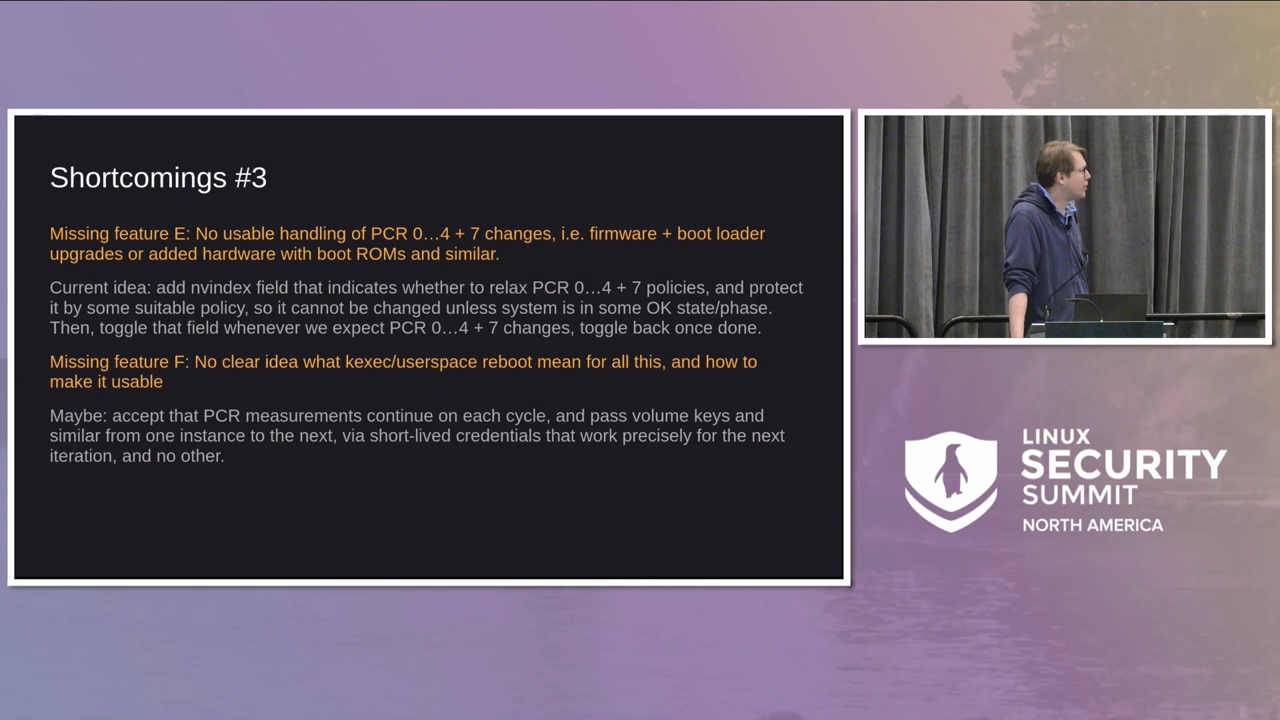 Shortcomings #3
Missing feature E: No usable handling of PCR 0…4 + 7 changes, i.e. firmware + boot loader
upgrades or added hardware with boot ROMs and similar.
Current idea: add nvindex field that indicates whether to relax PCR 0…4 + 7 policies, and protect
it by some suitable policy, so it cannot be changed unless system is in some OK state/phase.
Then, toggle that field whenever we expect PCR 0…4 + 7 changes, toggle back once done.
Missing feature F: No clear idea what kexec/userspace reboot mean for all this, and how to
make it usable
Maybe: accept that PCR measurements continue on each cycle, and pass volume keys and
similar from one instance to the next, via short-lived credentials that work precisely for the next
iteration, and no other.
LINUX
SECURITY
SUMMIT
NORTH AMERICA